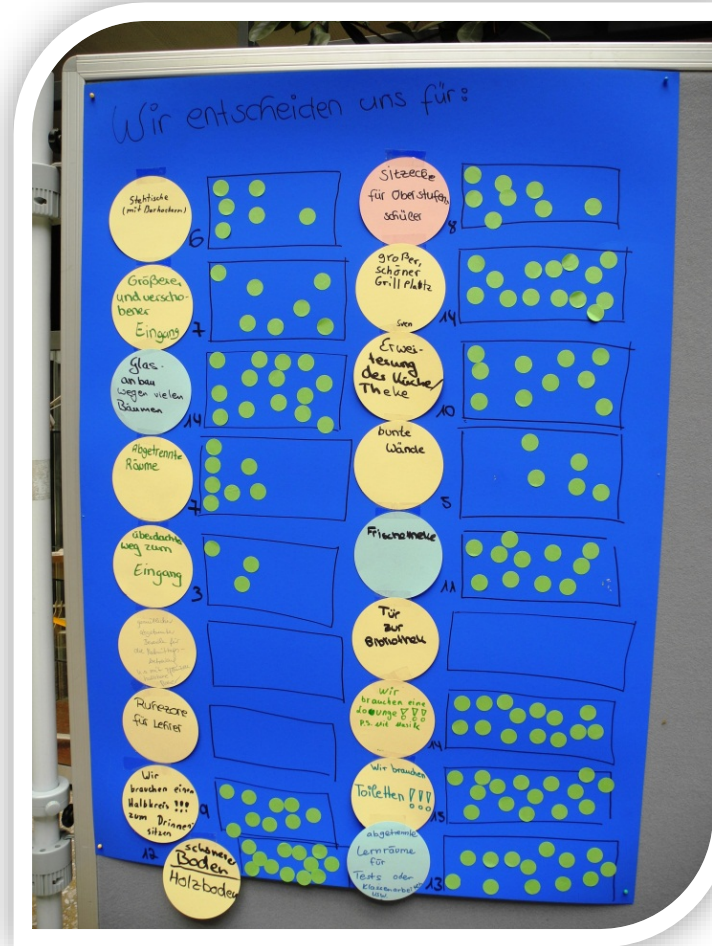 Wir entscheiden uns für:
Stehtische
(mit Barhockern)
6
Größerer
und verscho-
bener
Eingang
7
Glas-
anbau
wegen vielen
Bäumen
14
Abgetrennte
Räume
7
überdachter
weg zum
Eingang
3
Ruhezone
für Lehrer
Wir
brauchen einen
Halbkreis !!!
zum Drinnen
sitzen
9
schönerer
Boden
Holzboden
12
Sitzecke
für Oberstufen
schüler
8
großer,
schöner
Grillplatz
Sven
14
Erwei-
terung
der Küche/
Theke
10
bunte
Wände
5
Frischetheke
11
Tür
zur
Bibliothek
Wir
brauchen eine
Lounge !!!
P.S. mit Musik
14
Wir brauchen
Toiletten !!!
15
abgetrennte
Lernräume
für
Tests oder
Klassenarbeiten
usw
13